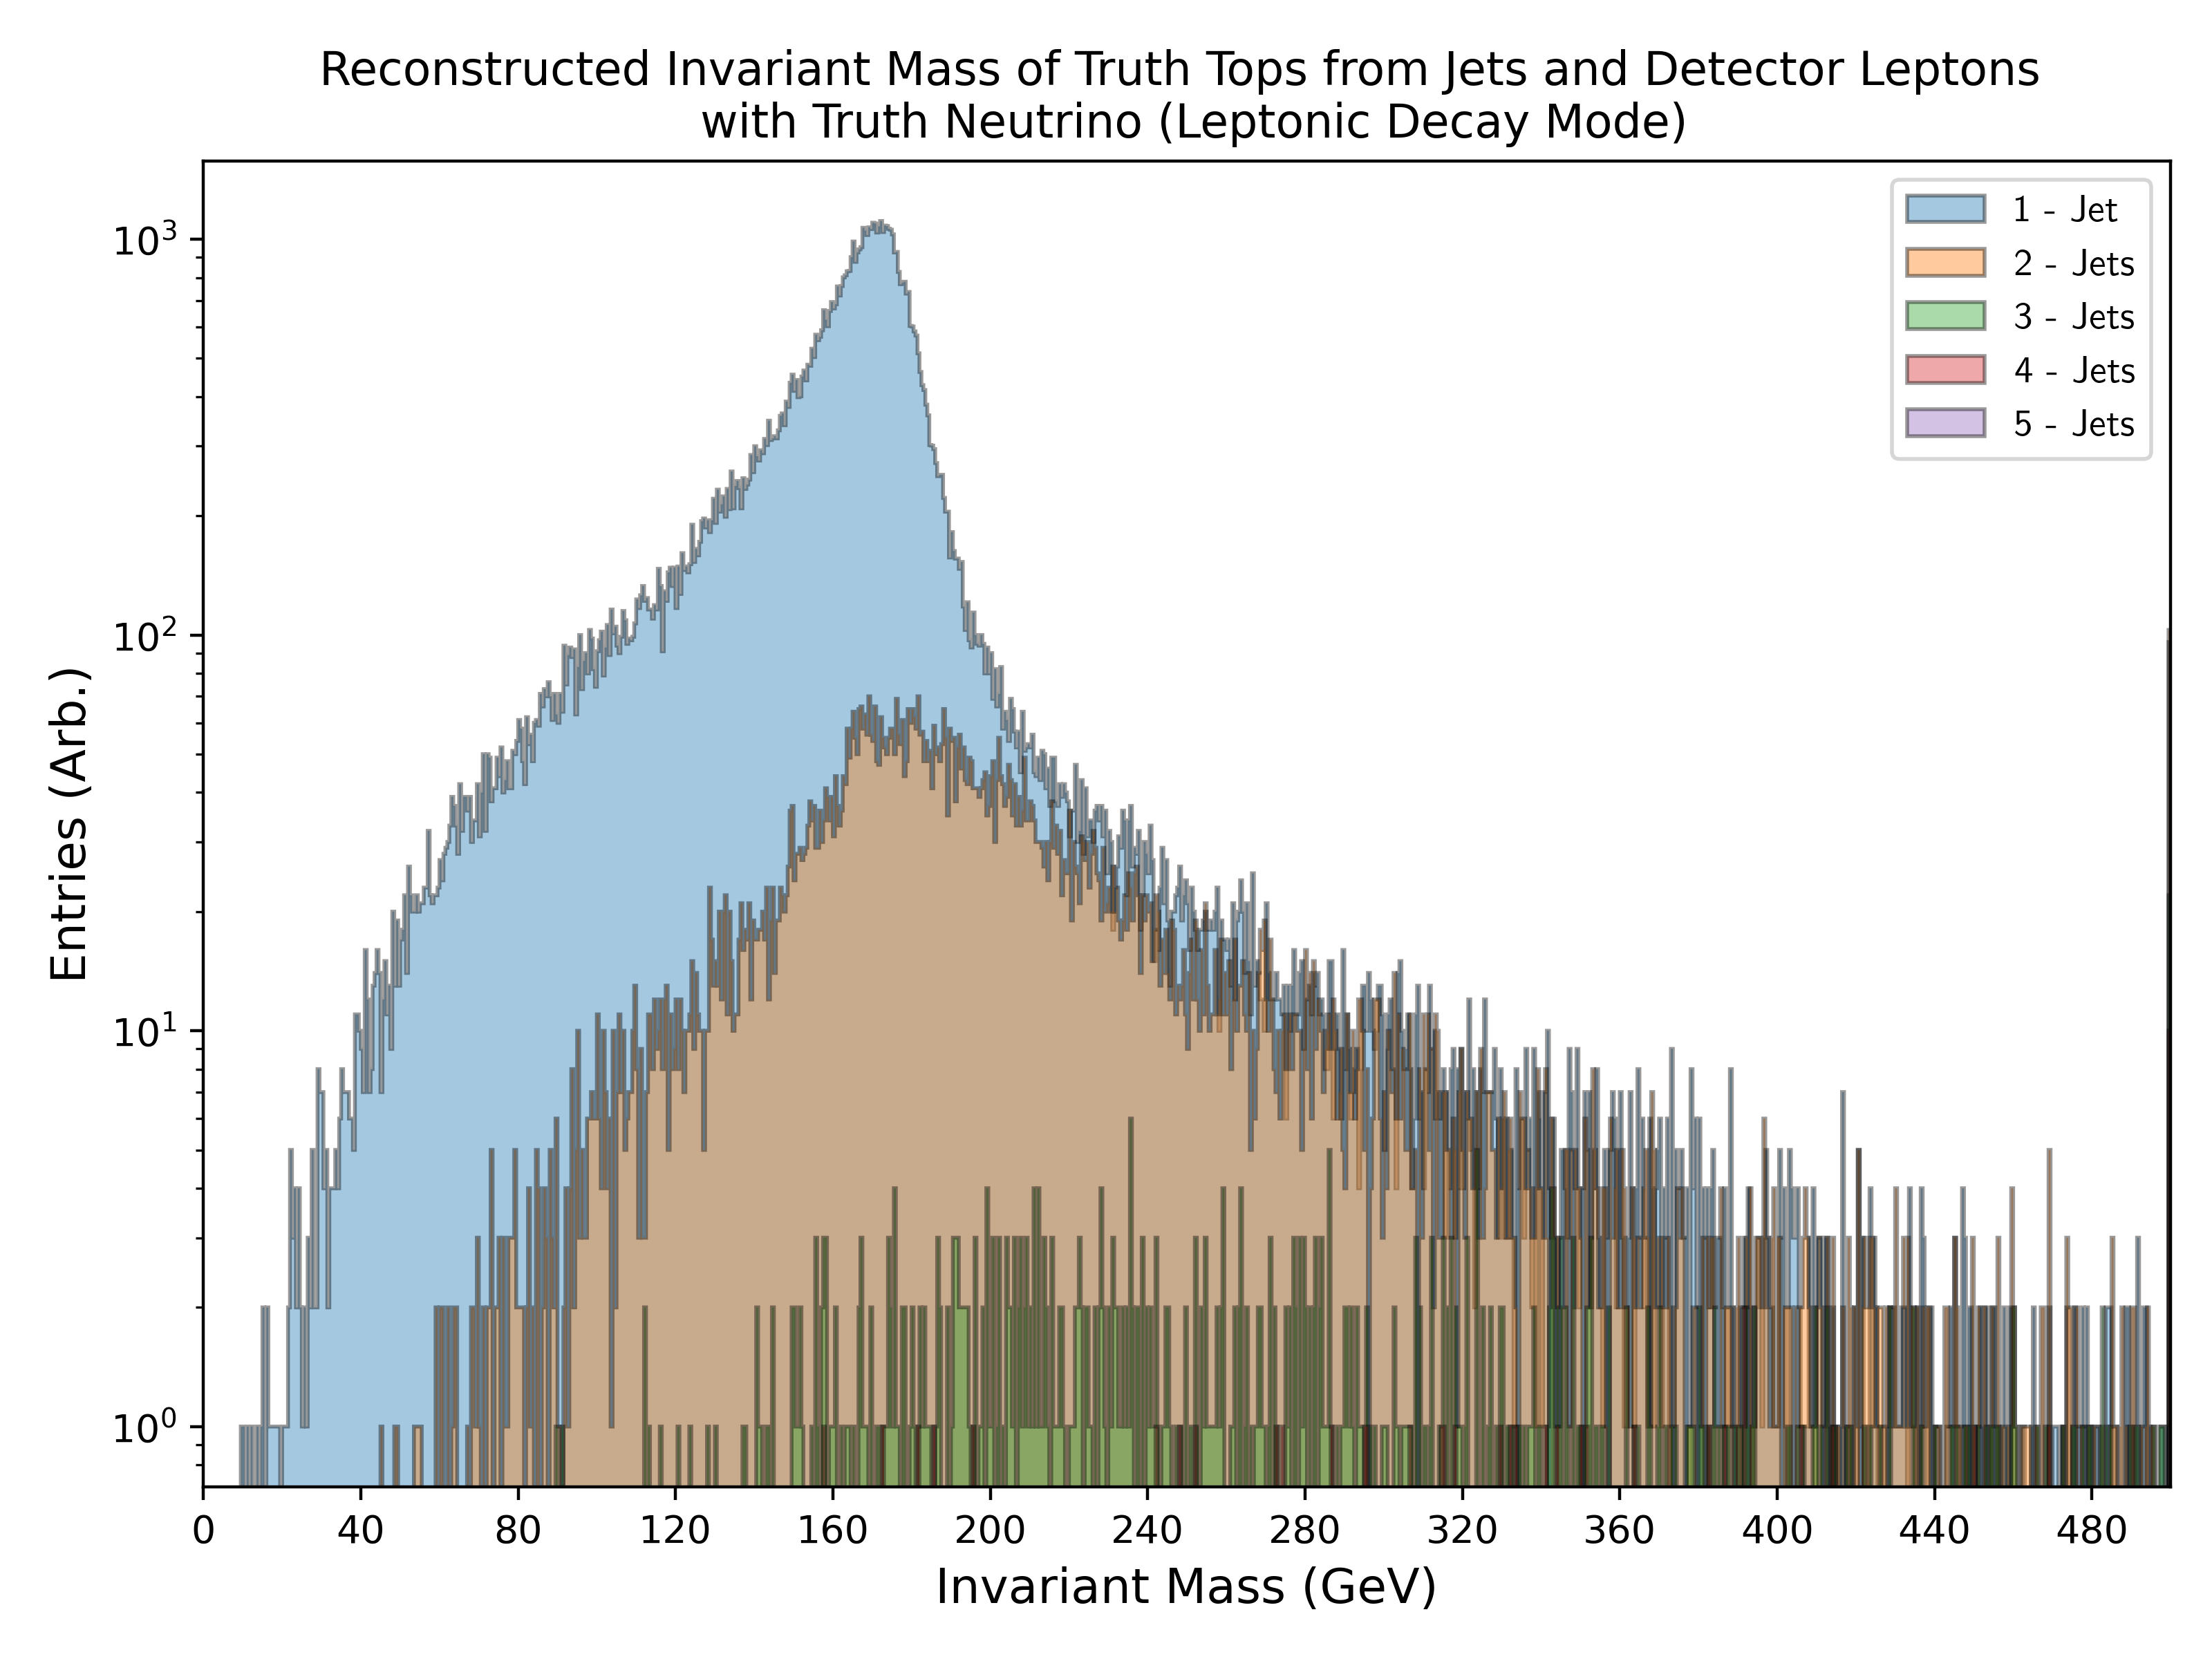 Reconstructed Invariant Mass of Truth Tops from Jets and Detector Leptons
with Truth Neutrino (Leptonic Decay Mode)
1 - Jet
2 - Jets
3 - Jets
4 - Jets
5 - Jets
Entries (Arb.)
10³
10²
10¹
10⁰
0 40 80 120 160 200 240 280 320 360 400 440 480
Invariant Mass (GeV)